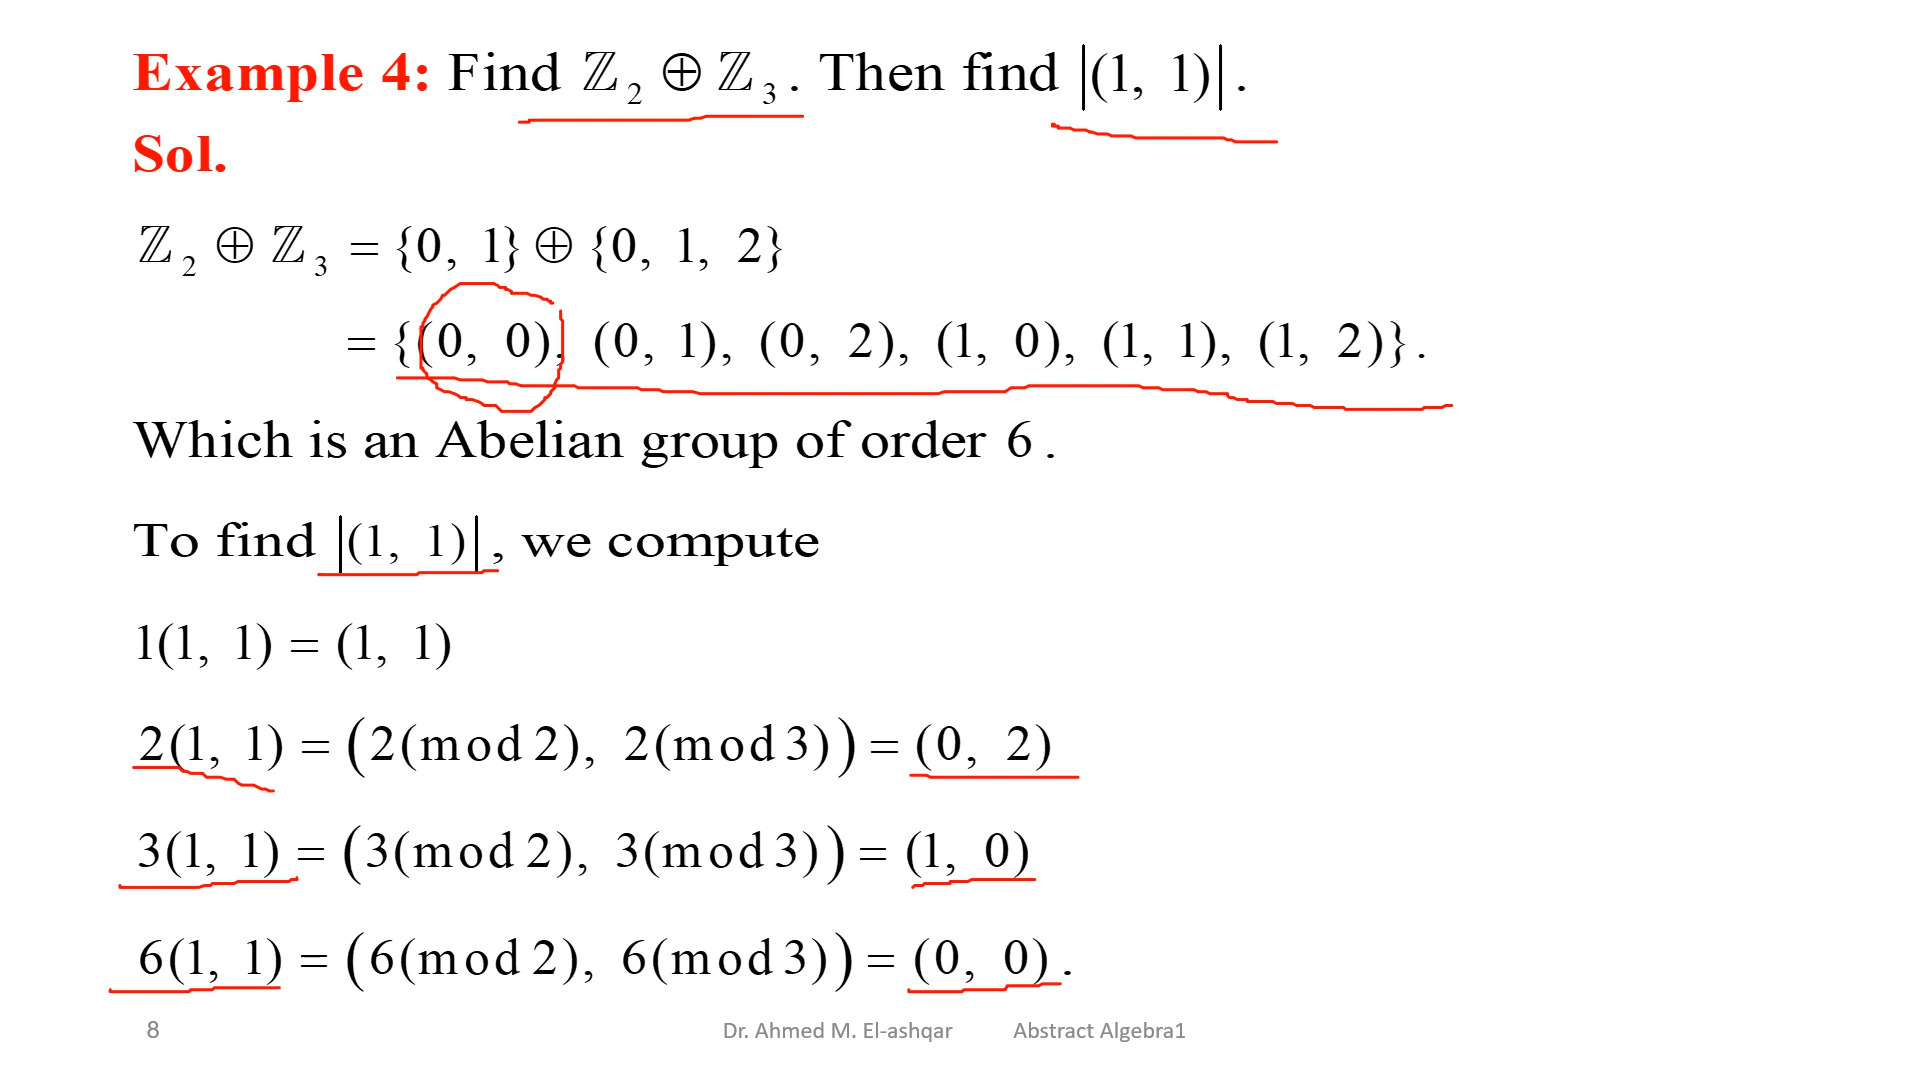 Example 4: Find ℤ₂ ⊕ ℤ₃. Then find |(1, 1)|.
Sol.
ℤ₂ ⊕ ℤ₃ = {0, 1} ⊕ {0, 1, 2}
= {(0, 0), (0, 1), (0, 2), (1, 0), (1, 1), (1, 2)}.
Which is an Abelian group of order 6.
To find |(1, 1)|, we compute
1(1, 1) = (1, 1)
2(1, 1) = (2(mod 2), 2(mod 3)) = (0, 2)
3(1, 1) = (3(mod 2), 3(mod 3)) = (1, 0)
6(1, 1) = (6(mod 2), 6(mod 3)) = (0, 0).
8 Dr. Ahmed M. El-ashqar Abstract Algebra1